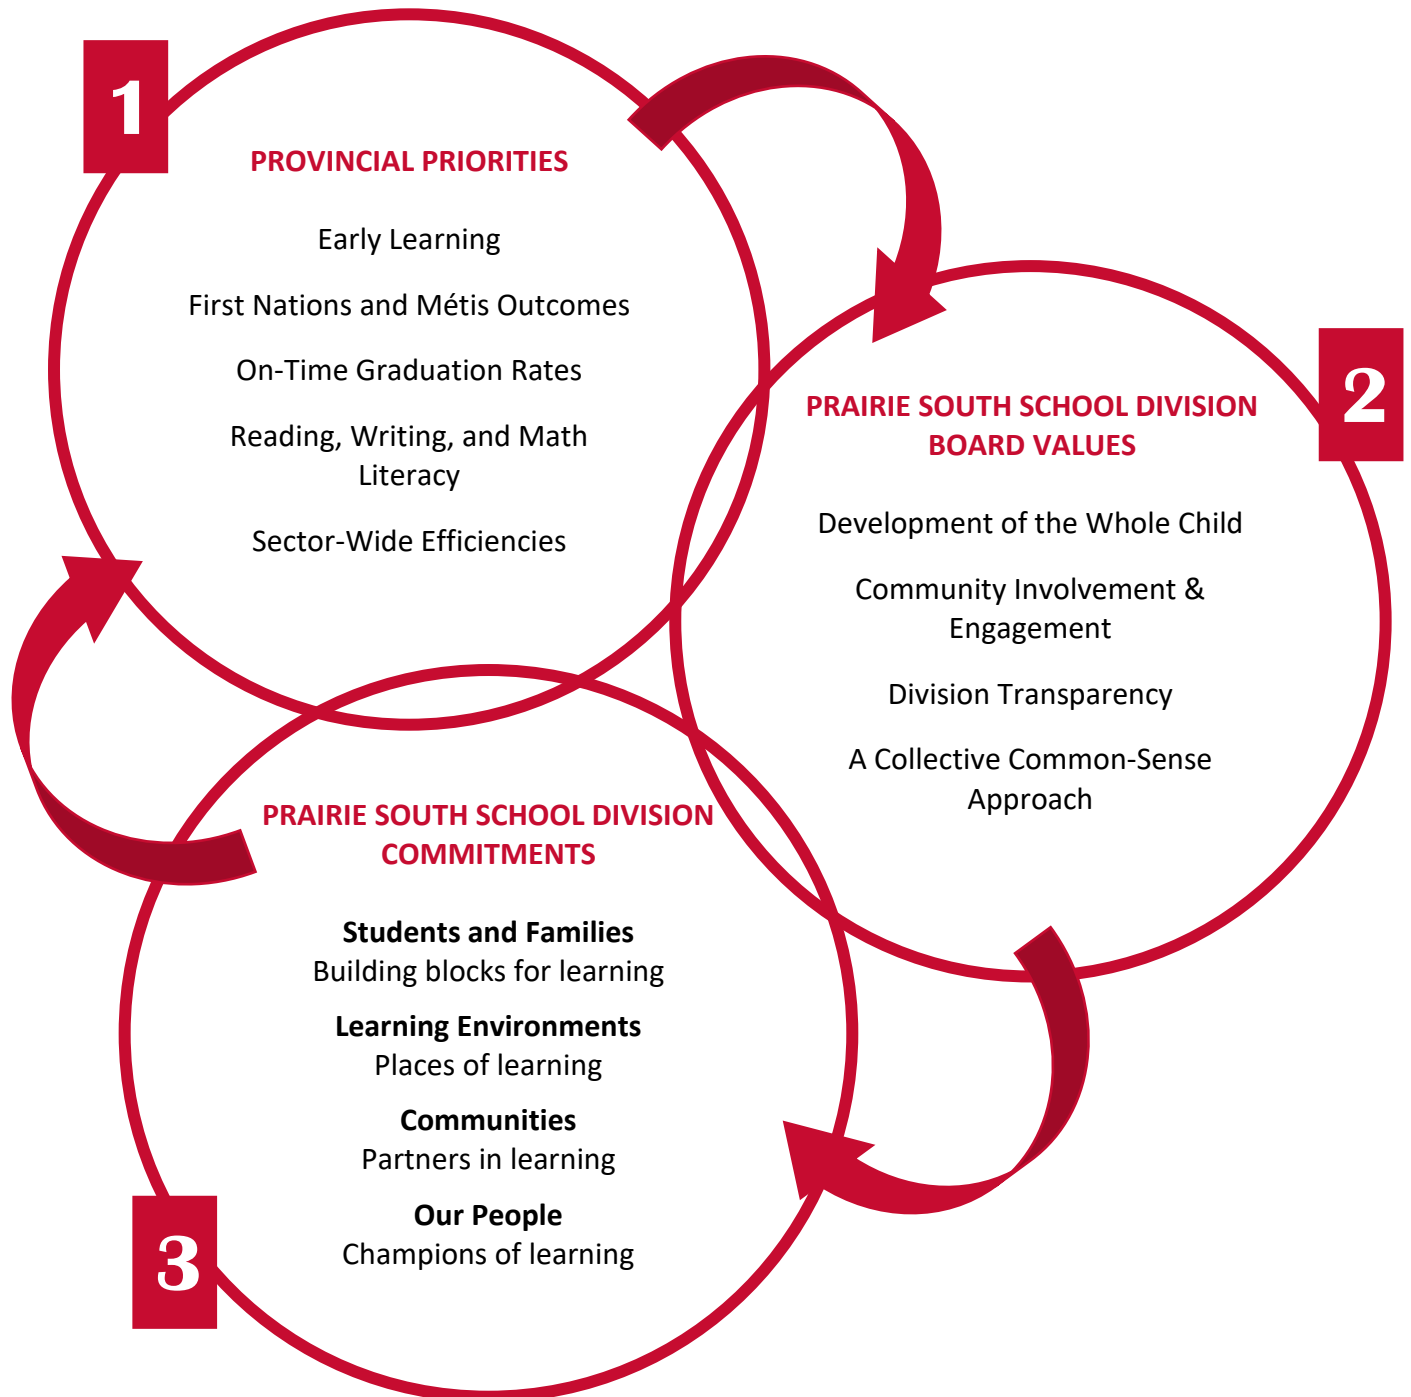 1
PROVINCIAL PRIORITIES
Early Learning
First Nations and Métis Outcomes
On-Time Graduation Rates
Reading, Writing, and Math
Literacy
Sector-Wide Efficiencies
2
PRAIRIE SOUTH SCHOOL DIVISION
BOARD VALUES
Development of the Whole Child
Community Involvement &
Engagement
Division Transparency
A Collective Common-Sense
Approach
3
PRAIRIE SOUTH SCHOOL DIVISION
COMMITMENTS
Students and Families
Building blocks for learning
Learning Environments
Places of learning
Communities
Partners in learning
Our People
Champions of learning